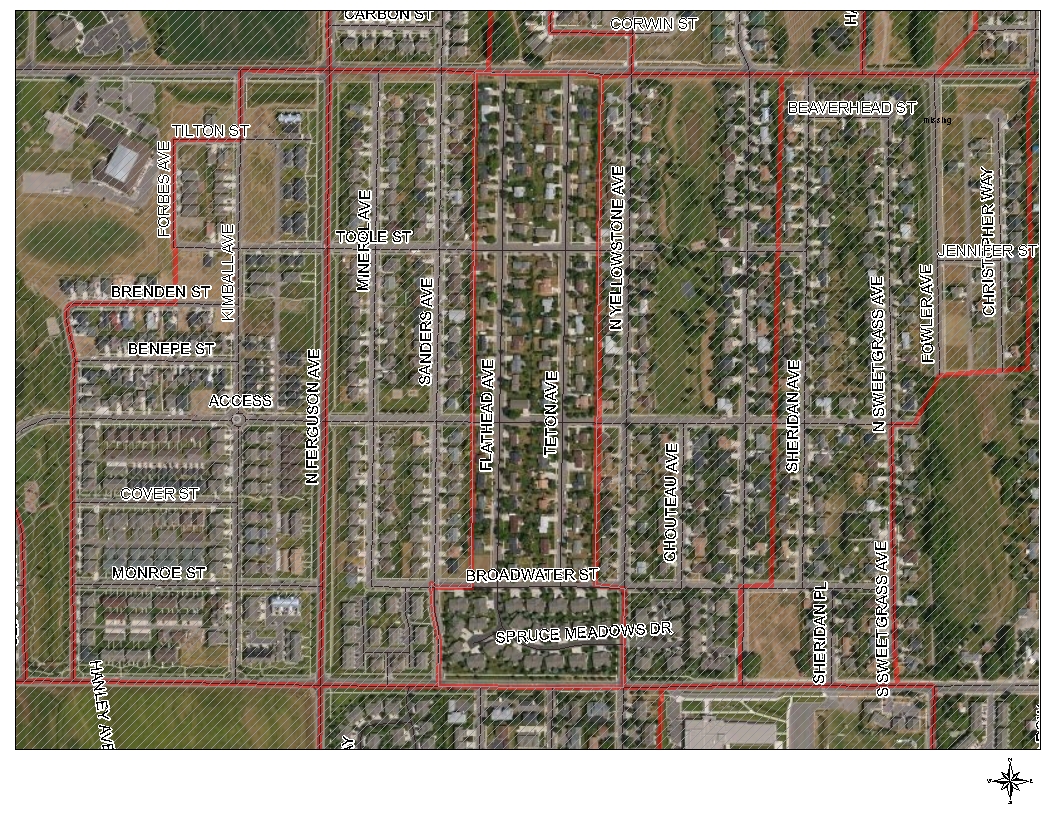 CARBON ST
CORWIN ST
BEAVERHEAD ST
missing
TILTON ST
FORBES AVE
TOOLE ST
JENNIFER ST
CHRISTOPHER WAY
MINERAL AVE
N YELLOWSTONE AVE
KIMBALL AVE
BRENDEN ST
SANDERS AVE
FOWLER AVE
N SWEETGRASS AVE
BENEPE ST
N FERGUSON AVE
FLATHEAD AVE
TETON AVE
SHERIDAN AVE
ACCESS
CHOUTEAU AVE
COVER ST
MONROE ST
BROADWATER ST
S SWEETGRASS AVE
SHERIDAN PL
SPRUCE MEADOWS DR
HANLEY AVE